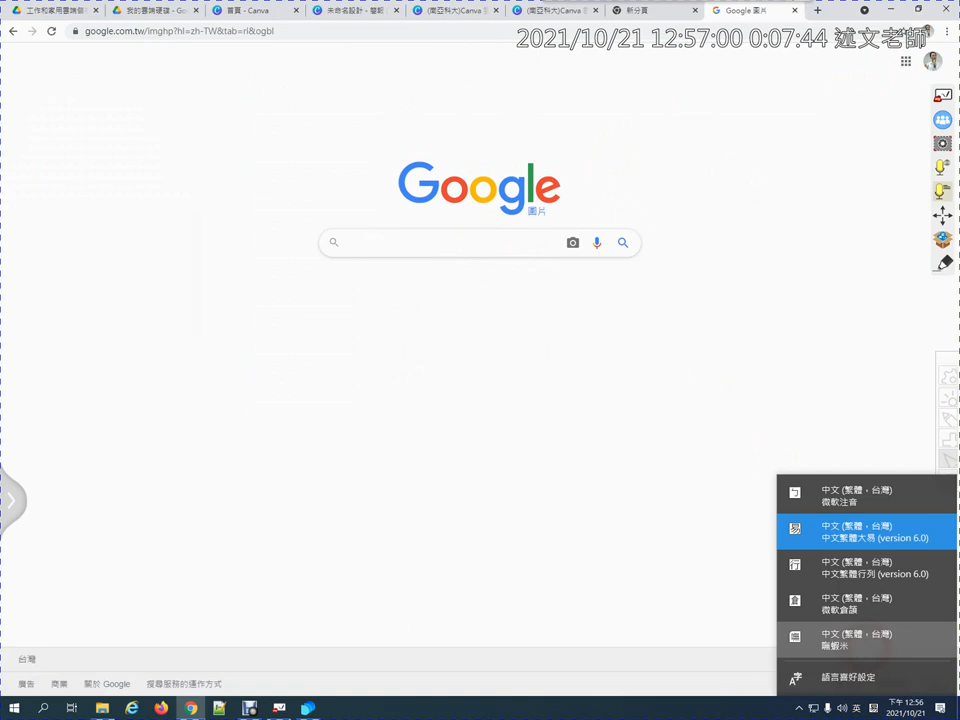 工作和家用雲端個
我的雲端硬碟 - Go
首頁 - Canva
未命名設計 - 簡報
(南亞科大)Canva
(南亞科大)Canva
新分頁
Google 圖片
google.com.tw/imghp?hl=zh-TW&tab=ri&ogbl
2021/10/21 12:57:00 0:07:44 述文老師
Google
圖片
中文 (繁體，台灣)
微軟注音
中文 (繁體，台灣)
中文繁體大易 (version 6.0)
中文 (繁體，台灣)
中文繁體行列 (version 6.0)
中文 (繁體，台灣)
微軟倉頡
中文 (繁體，台灣)
嘸蝦米
語言喜好設定
台灣
廣告 商業 關於 Google 搜尋服務的運作方式
英
下午 12:56
2021/10/21